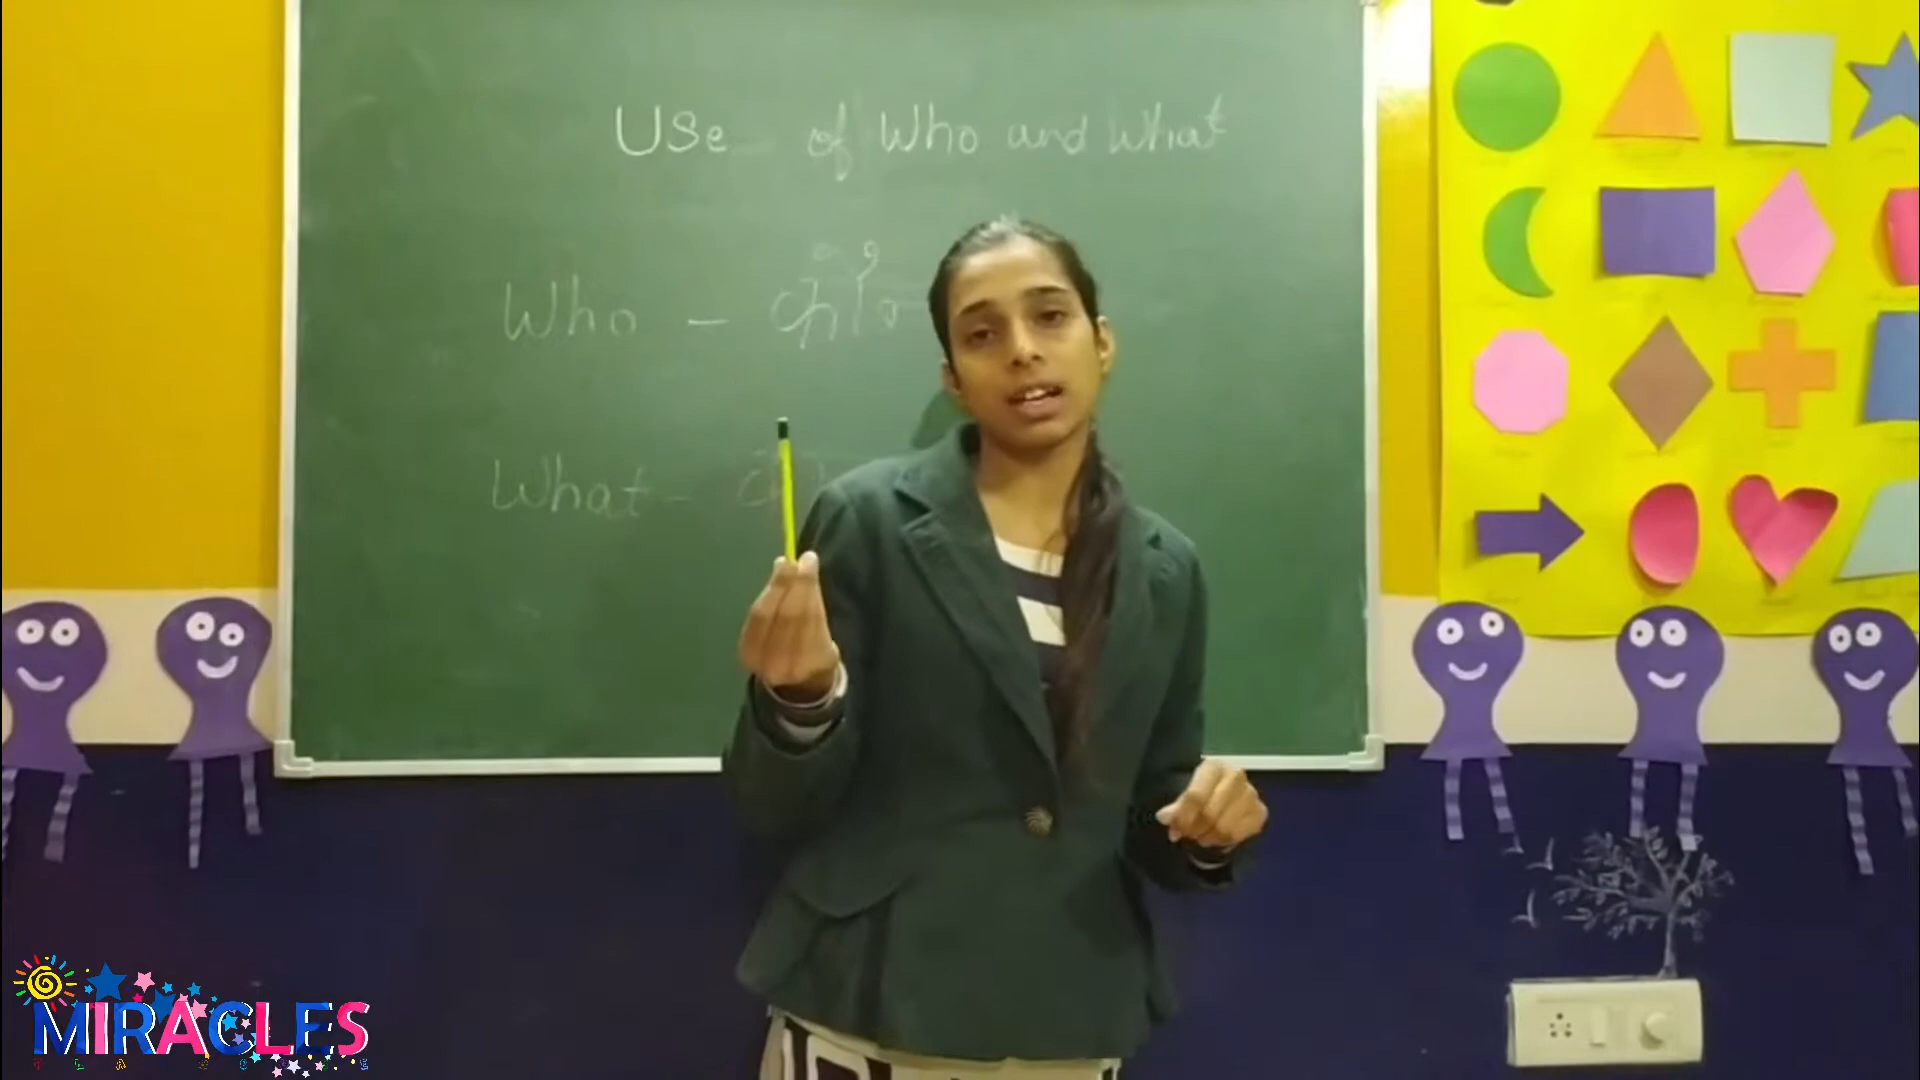 Use of Who and What
Who - कौन
What -
MIRACLES